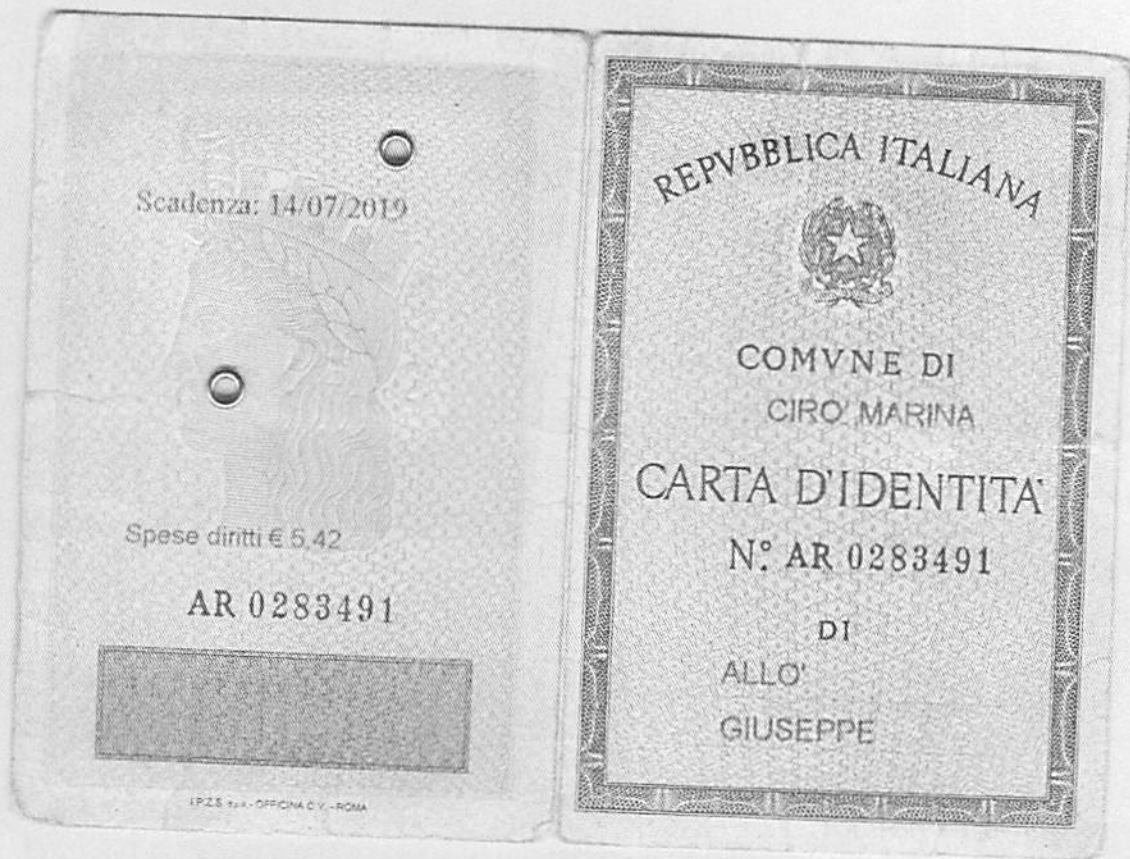 Scadenza: 14/07/2019
Spese diritti € 5,42
AR 0283491
I.P.Z.S. s.p.A. - OFFICINA C.V. - ROMA
REPVBBLICA ITALIANA
COMVNE DI
CIRO' MARINA
CARTA D'IDENTITA'
N.° AR 0283491
DI
ALLO'
GIUSEPPE